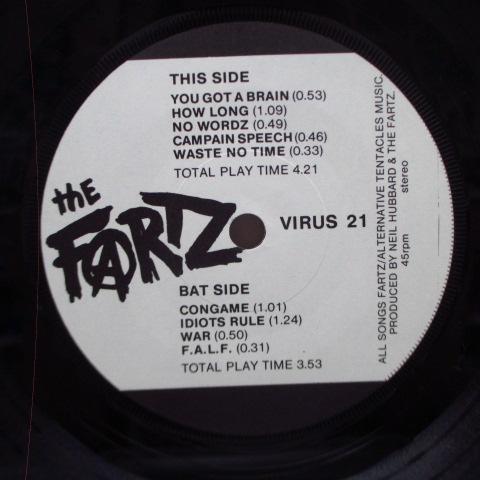 THIS SIDE
YOU GOT A BRAIN (0.53)
HOW LONG (1.09)
NO WORDZ (0.49)
CAMPAIN SPEECH (0.46)
WASTE NO TIME (0.33)
TOTAL PLAY TIME 4.21
thE
FARTZ
VIRUS 21
BAT SIDE
CONGAME (1.01)
IDIOTS RULE (1.24)
WAR (0.50)
F.A.L.F. (0.31)
TOTAL PLAY TIME 3.53
ALL SONGS FARTZ/ALTERNATIVE TENTACLES MUSIC.
PRODUCED BY NEIL HUBBARD & THE FARTZ.
45rpm stereo